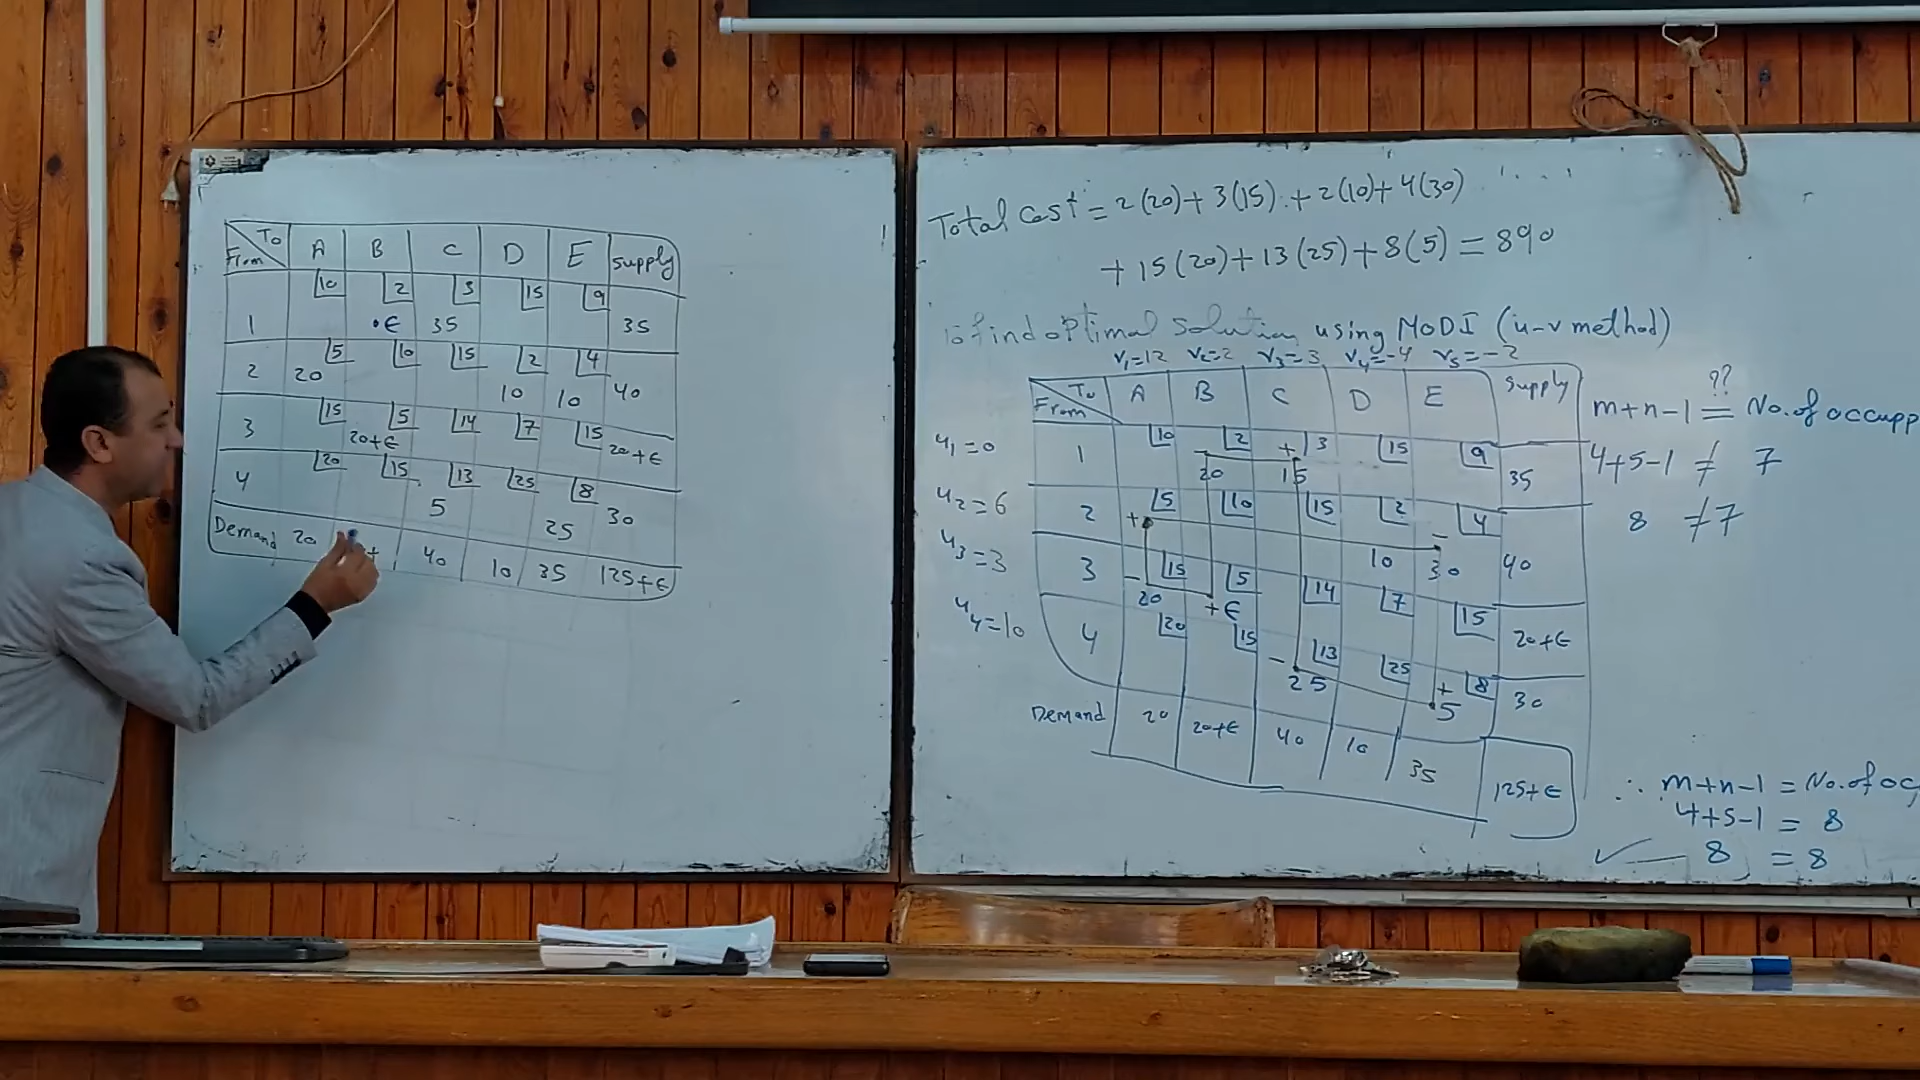 To
From A B C D E Supply
10 2 3 15 9
1 •ϵ 35 35
5 10 15 2 4
2 20 10 10 40
15 5 14 7 15
3 20+ϵ 20+ϵ
20 15 13 25 8
4 5 25 30
Demand 20 + 40 10 35 125+ϵ
Total Cost = 2(20)+3(15)+2(10)+4(30)
+15(20)+13(25)+8(5)=890
To find optimal solution using MODI (u-v method)
v₁=12 v₂=2 v₃=3 v₄=-4 v₅=-2
To
From A B C D E Supply
u₁=0 1 10 - 2 20 + 3 15 15 9 35
u₂=6 2 + 5 10 15 2 10 - 4 30 40
u₃=3 3 - 15 20 5 +ϵ 14 7 15 20+ϵ
u₄=10 4 20 15 - 13 25 25 + 8 5 30
Demand 20 20+ϵ 40 10 35 125+ϵ
??
m+n-1 = No. of occupp
4+5-1 ≠ 7
8 ≠ 7
∴ m+n-1 = No. of oc
4+5-1 = 8
✓ 8 = 8